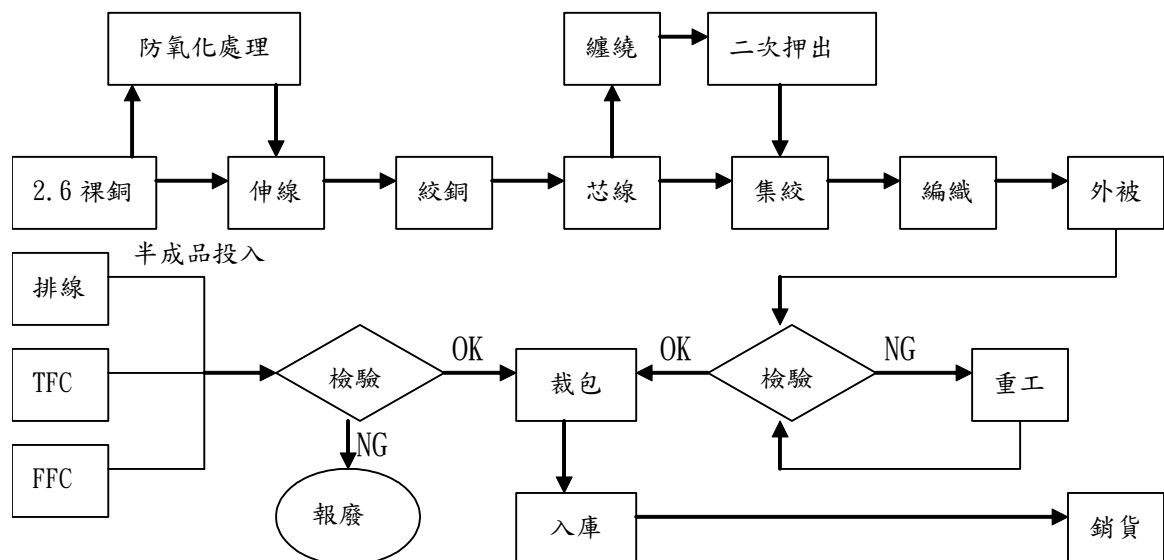 防氧化處理
纏繞
二次押出
2.6 祼銅
伸線
絞銅
芯線
集絞
編織
外被
半成品投入
排線
TFC
FFC
檢驗
OK
NG
報廢
裁包
OK
檢驗
NG
重工
入庫
銷貨